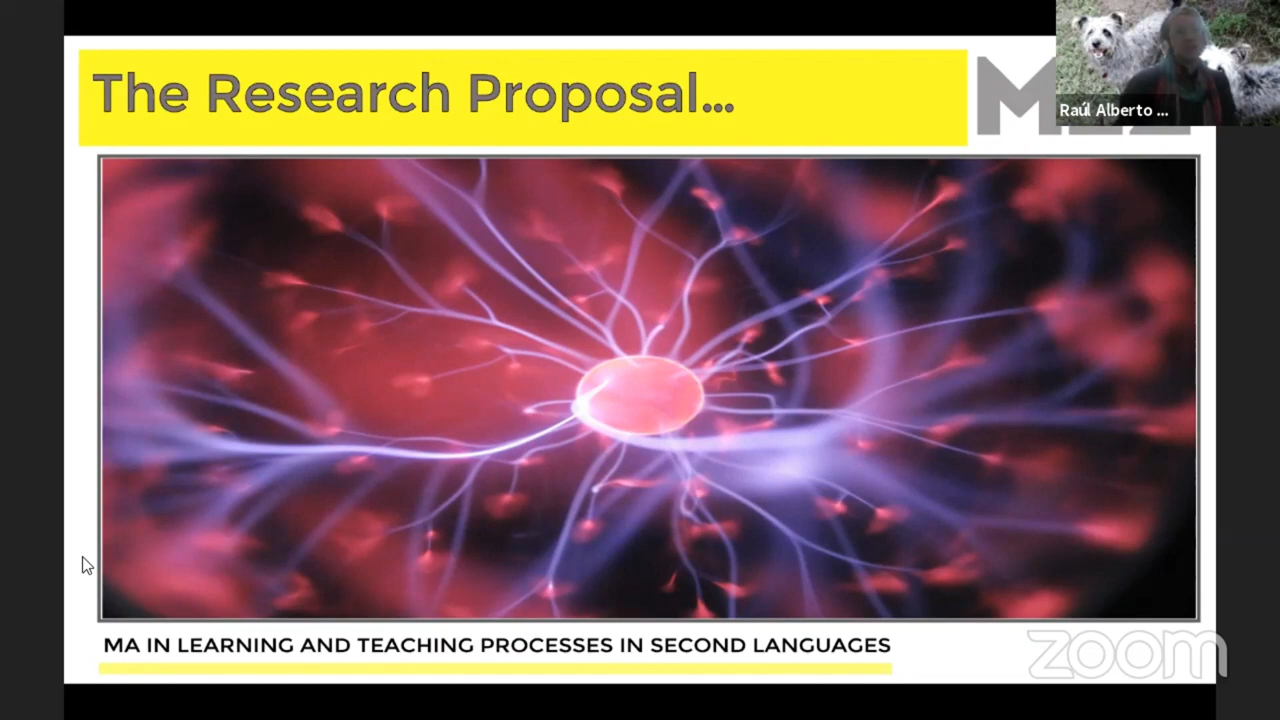 The Research Proposal...
Raúl Alberto ...
MA IN LEARNING AND TEACHING PROCESSES IN SECOND LANGUAGES
zoom